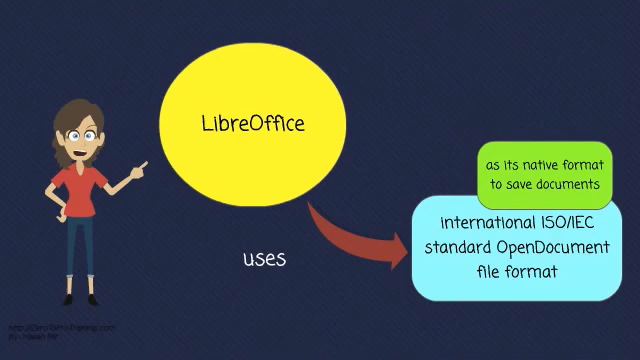 LibreOffice
uses
as its native format
to save documents
international ISO/IEC
standard OpenDocument
file format